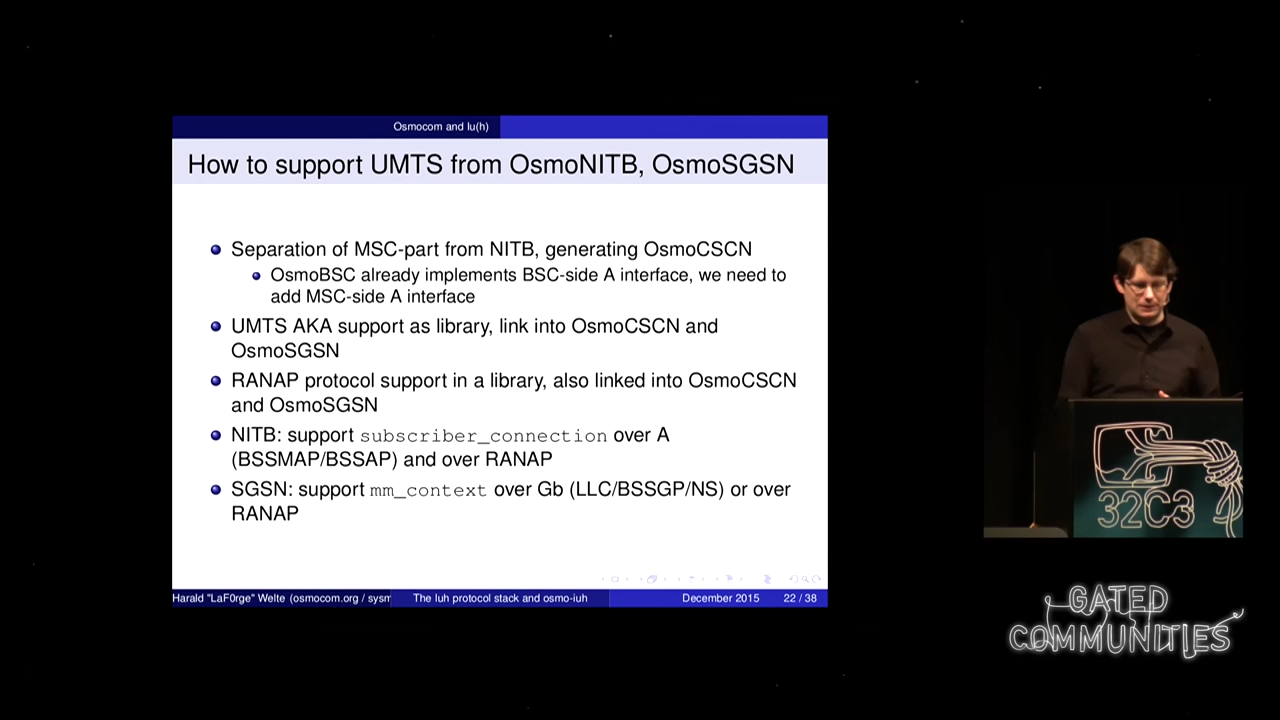 Osmocom and Iu(h)
How to support UMTS from OsmoNITB, OsmoSGSN
Separation of MSC-part from NITB, generating OsmoCSCN
OsmoBSC already implements BSC-side A interface, we need to
add MSC-side A interface
UMTS AKA support as library, link into OsmoCSCN and
OsmoSGSN
RANAP protocol support in a library, also linked into OsmoCSCN
and OsmoSGSN
NITB: support subscriber_connection over A
(BSSMAP/BSSAP) and over RANAP
SGSN: support mm_context over Gb (LLC/BSSGP/NS) or over
RANAP
Harald "LaF0rge" Welte (osmocom.org / sysm
The Iuh protocol stack and osmo-iuh
December 2015
22 / 38
32C3
GATED
COMMUNITIES